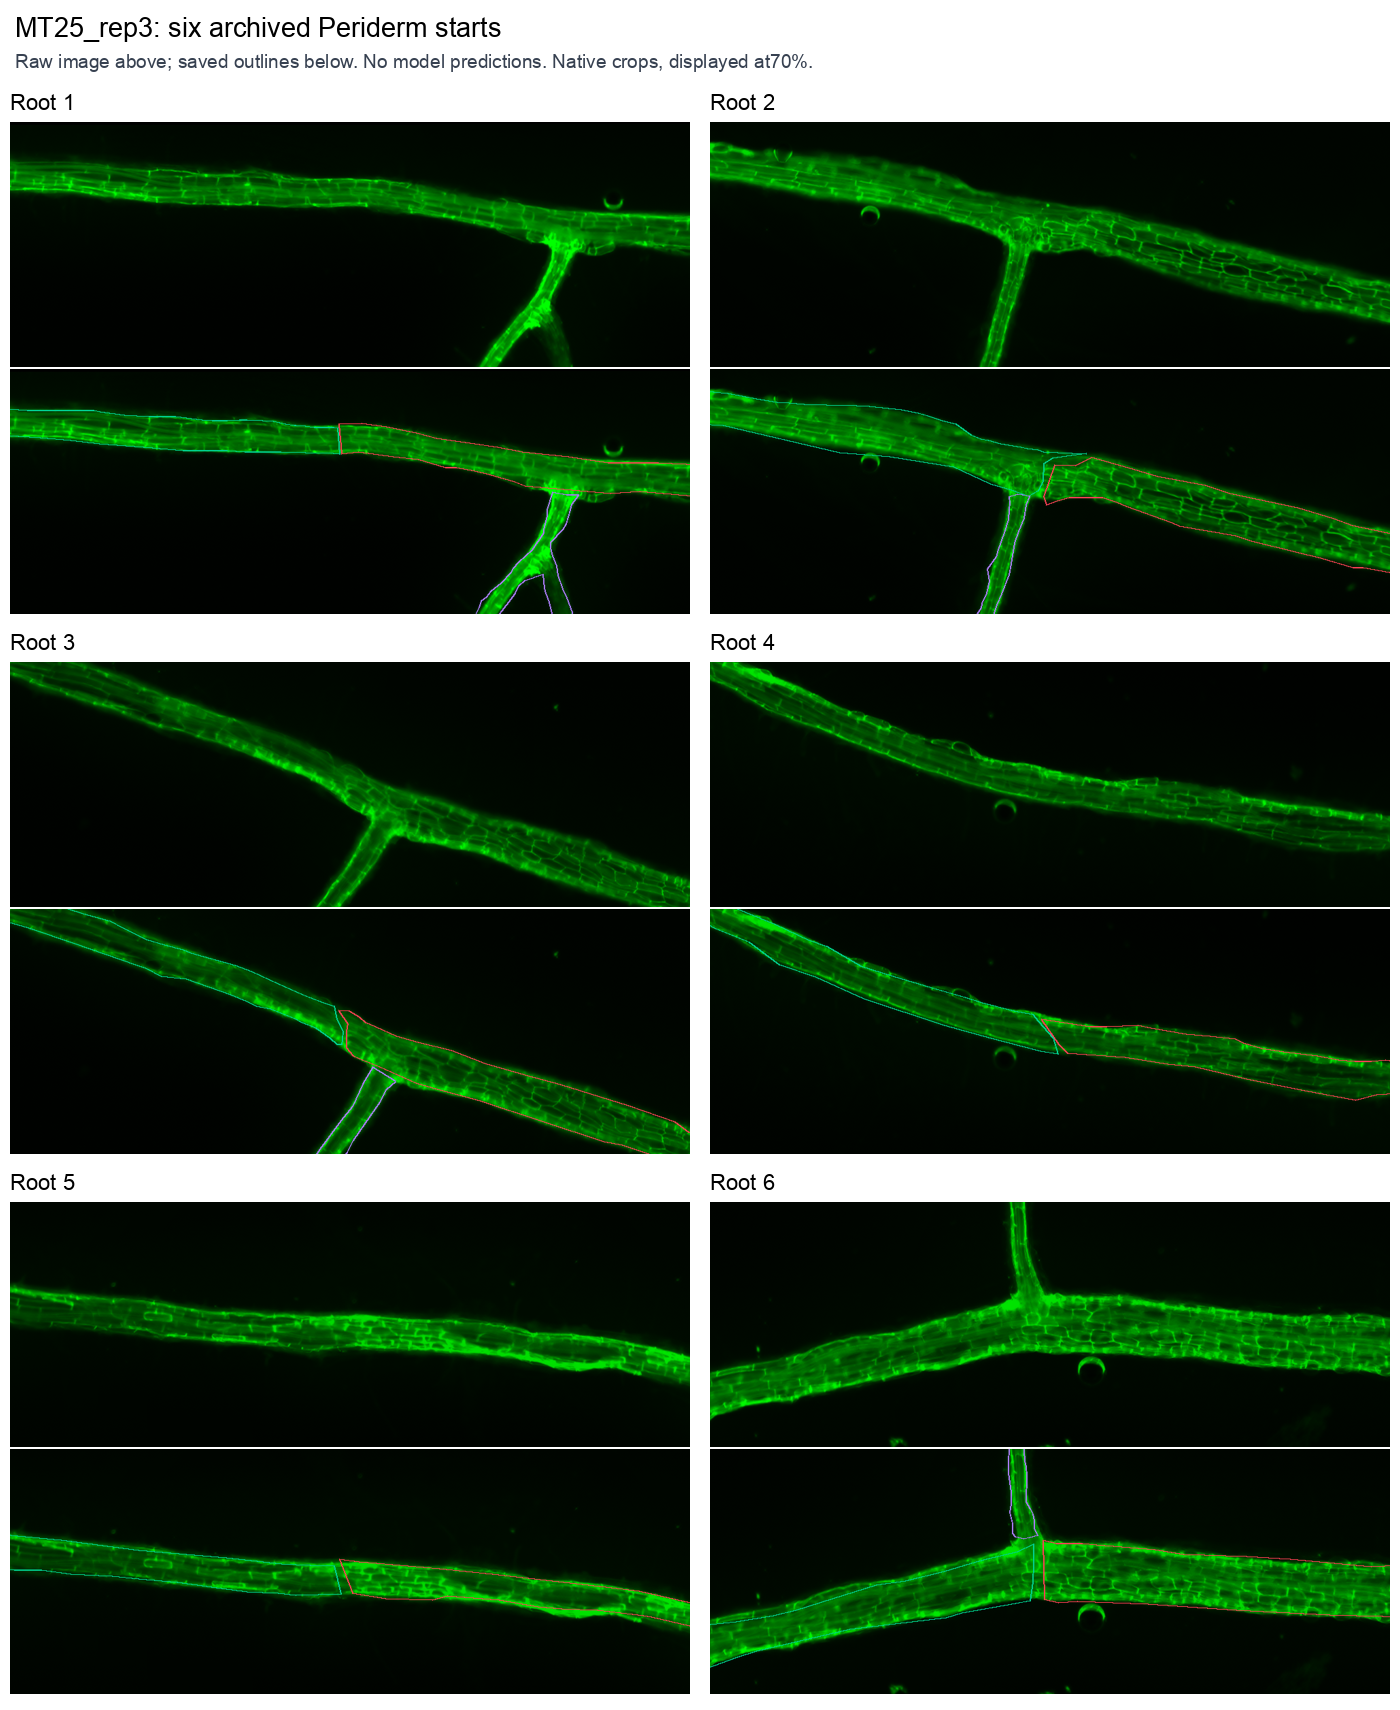 MT25_rep3: six archived Periderm starts
Raw image above; saved outlines below. No model predictions. Native crops, displayed at70%.
Root 1
Root 2
Root 3
Root 4
Root 5
Root 6